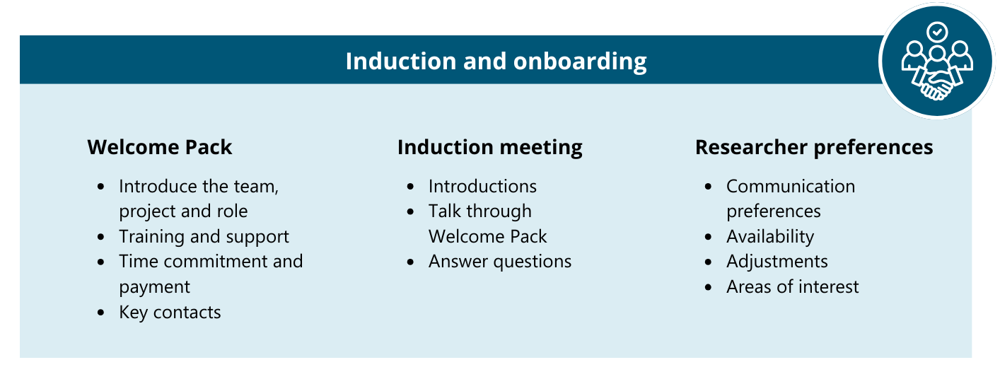 Induction and onboarding
Welcome Pack
• Introduce the team,
project and role
• Training and support
• Time commitment and
payment
• Key contacts
Induction meeting
• Introductions
• Talk through
Welcome Pack
• Answer questions
Researcher preferences
• Communication
preferences
• Availability
• Adjustments
• Areas of interest